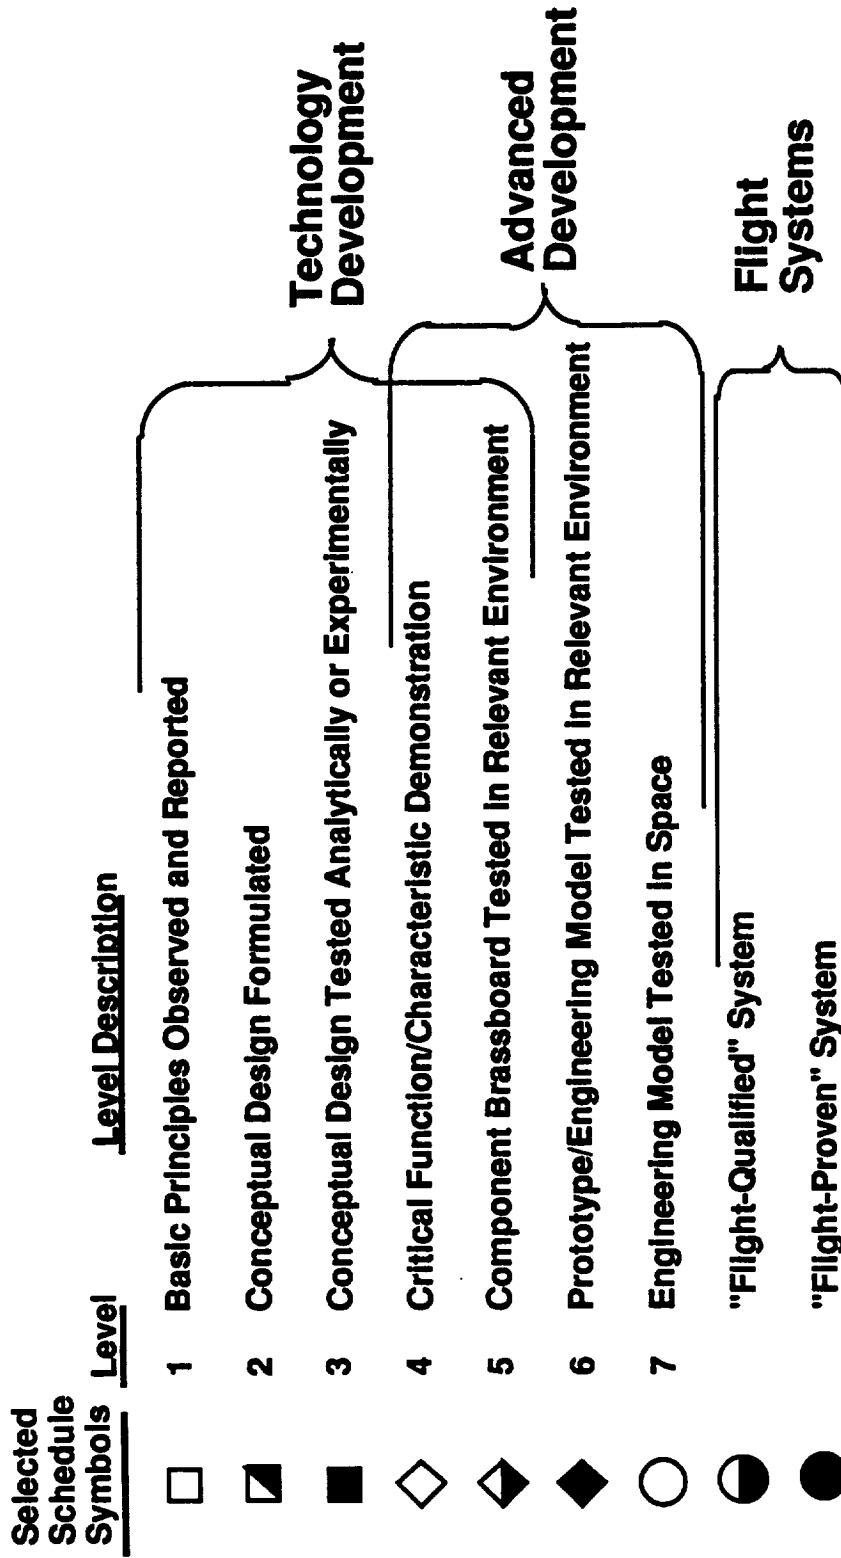 Selected
Schedule
Symbols
Level
Level Description
1 Basic Principles Observed and Reported
2 Conceptual Design Formulated
3 Conceptual Design Tested Analytically or Experimentally
4 Critical Function/Characteristic Demonstration
5 Component Brassboard Tested in Relevant Environment
6 Prototype/Engineering Model Tested in Relevant Environment
7 Engineering Model Tested in Space
"Flight-Qualified" System
"Flight-Proven" System
Technology
Development
Advanced
Development
Flight
Systems